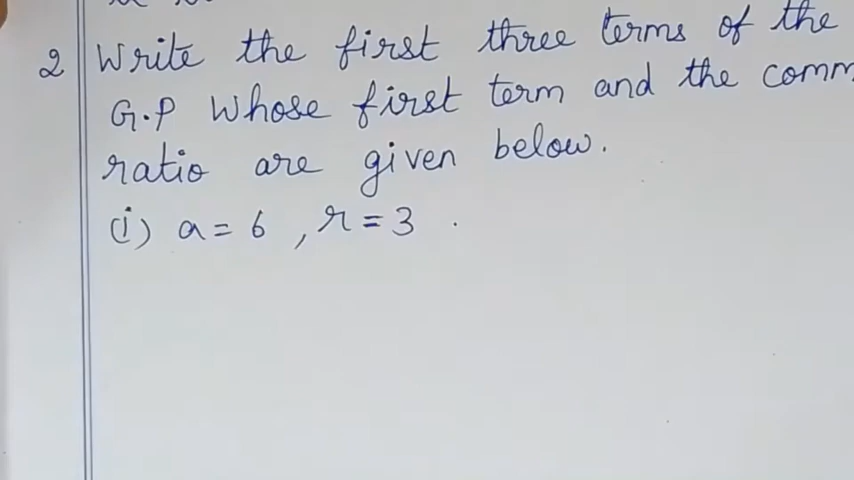 2 Write the first three terms of the
G.P whose first term and the comm
ratio are given below.
(i) a = 6 , r = 3 .